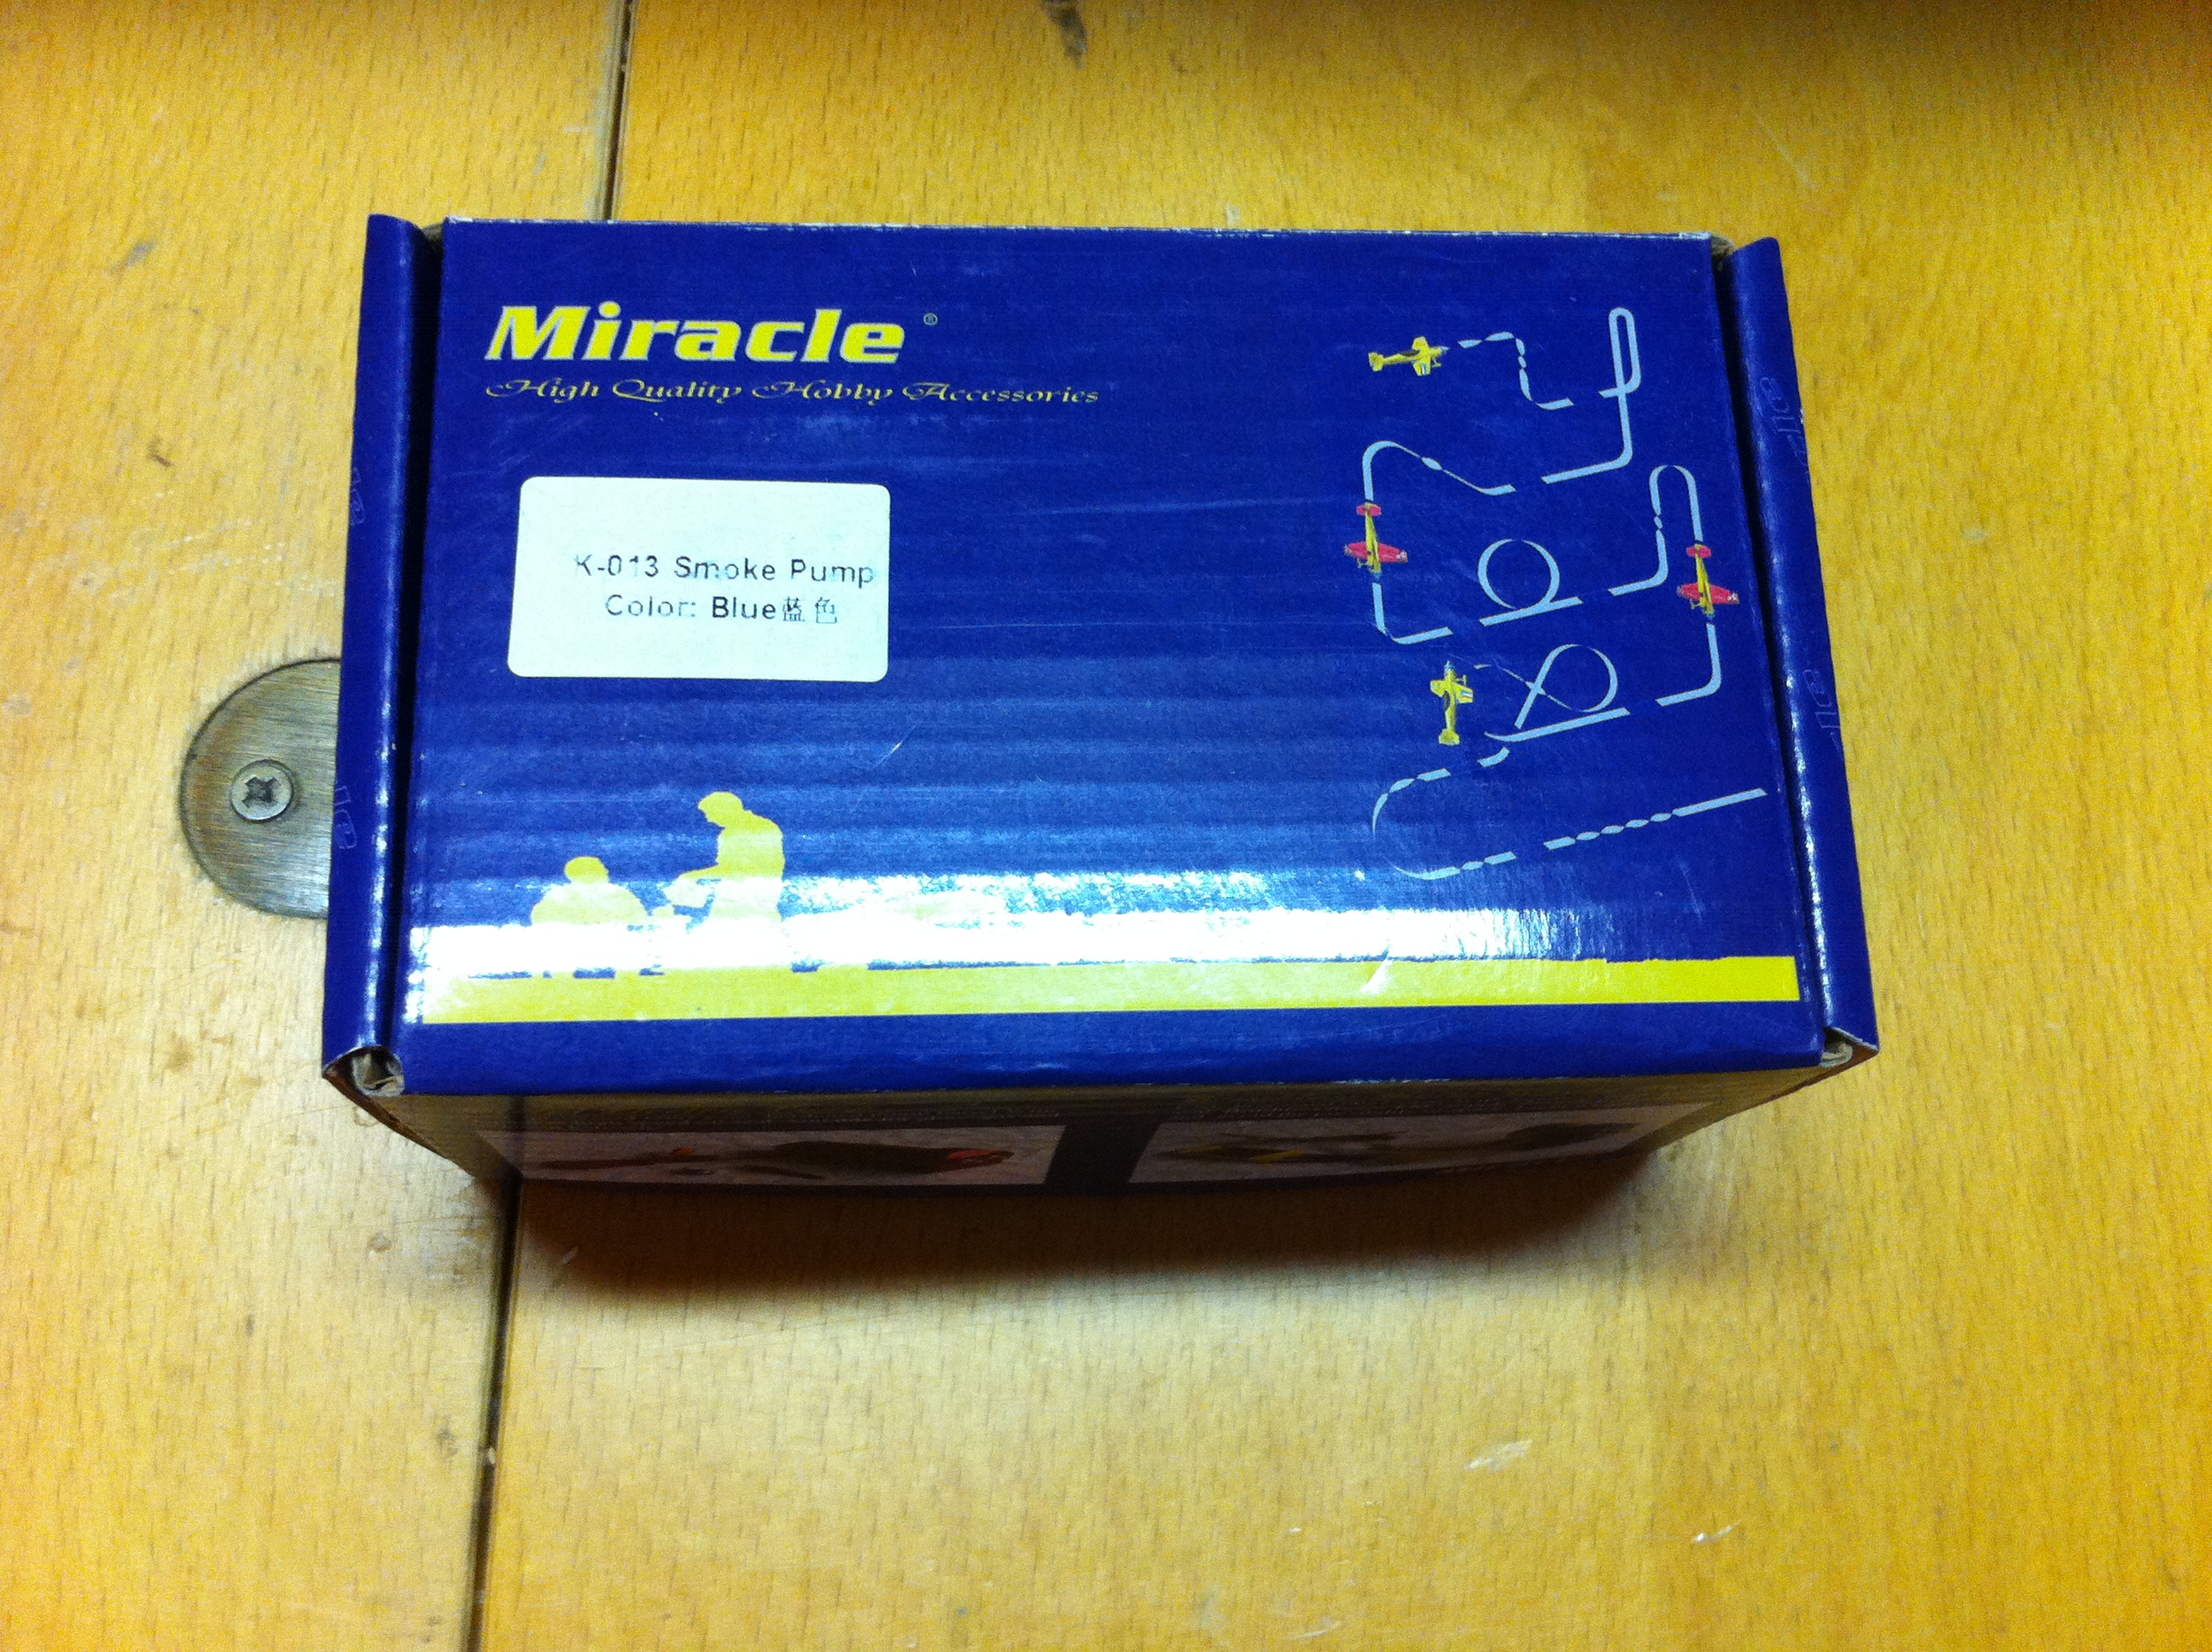 Miracle®
High Quality Hobby Accessories
K-013 Smoke Pump
Color: Blue蓝色